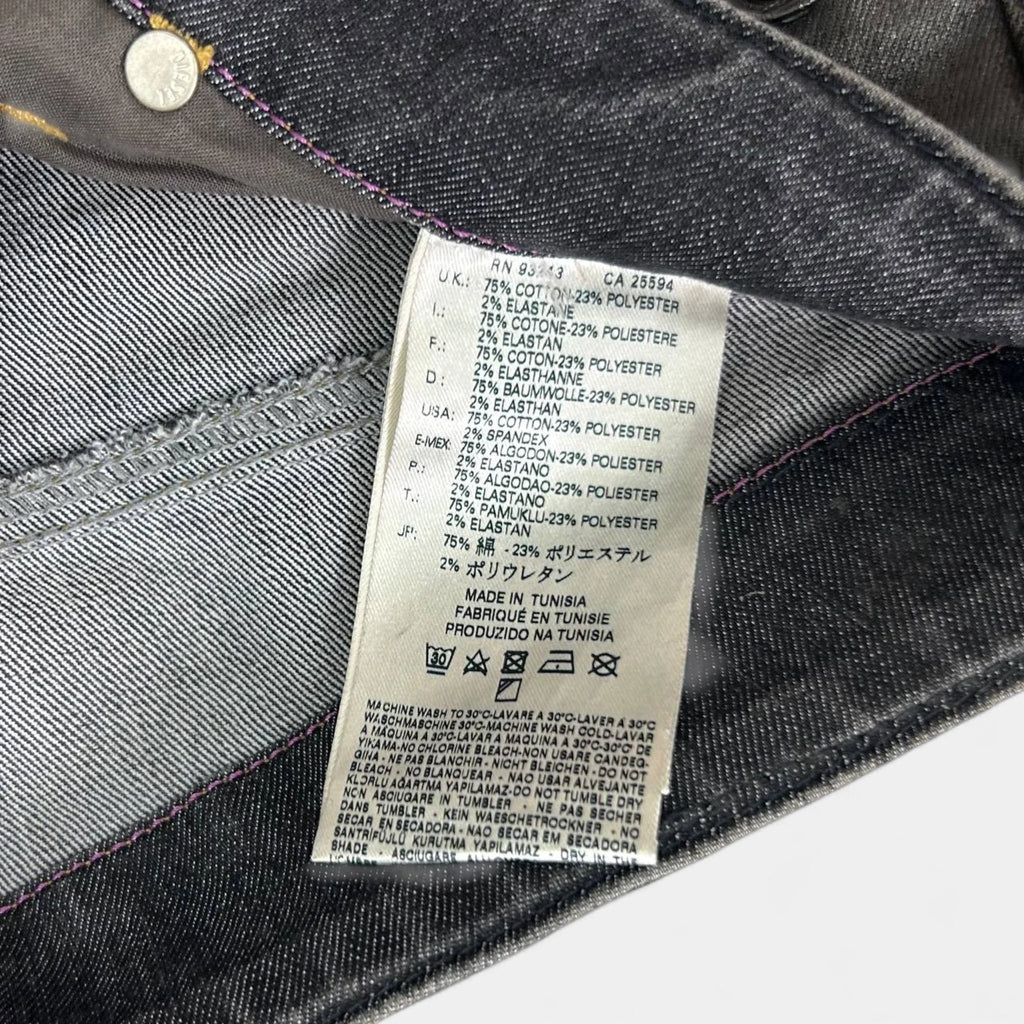 RN CA 25594
UK.: 75% COTTON-23% POLYESTER
2% ELASTANE
I.: 75% COTONE-23% POLIESTERE
2% ELASTAN
F.: 75% COTON-23% POLYESTER
2% ELASTHANNE
D: 75% BAUMWOLLE-23% POLYESTER
2% ELASTHAN
USA: 75% COTTON-23% POLYESTER
2% SPANDEX
E-MEX: 75% ALGODON-23% POLIESTER
2% ELASTANO
P.: 75% ALGODAO-23% POLIESTER
2% ELASTANO
T.: 75% PAMUKLU-23% POLYESTER
2% ELASTAN
JP: 75% 綿 -23% ポリエステル
2% ポリウレタン
MADE IN TUNISIA
FABRIQUÉ EN TUNISIE
PRODUZIDO NA TUNISIA
30
MACHINE WASH TO 30°C-LAVARE A 30°C-LAVER A 30°C
WASCHMASCHINE 30°C-MACHINE WASH COLD-LAVAR
A MAQUINA A 30°C-LAVAR A MAQUINA A 30°C-30°C' DE
YIKAMA-NO CHLORINE BLEACH-NON USARE CANDEG-
GINA - NE PAS BLANCHIR - NICHT BLEICHEN - DO NOT
BLEACH - NO BLANQUEAR - NAO USAR ALVEJANTE
KLORLU AGARTMA YAPILAMAZ-DO NOT TUMBLE DRY
NON ASCIUGARE IN TUMBLER - NE PAS SECHER
DANS TUMBLER - KEIN WAESCHETROCKNER - NO
SECAR EN SECADORA - NAO SECAR EM SECADORA
KURUTMA YAPILAMAZ - DRY IN THE
SHADE - ASCIUGARE